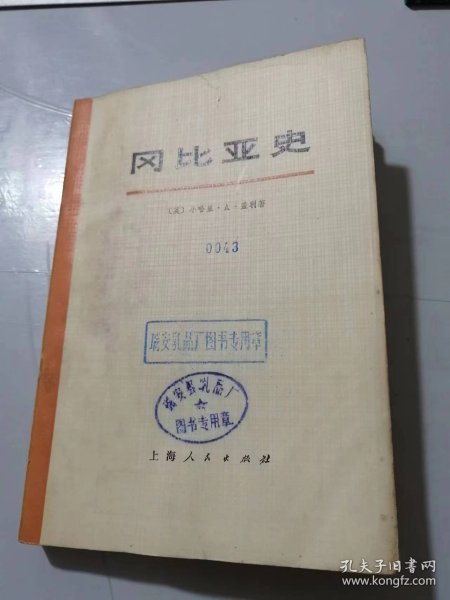 冈比亚史
〔英〕小哈里·A·盖利著
0043
瑞安乳品厂图书专用章
瑞安县乳品厂
图书专用章
上海人民出版社
孔夫子旧书网
www.kongfz.com